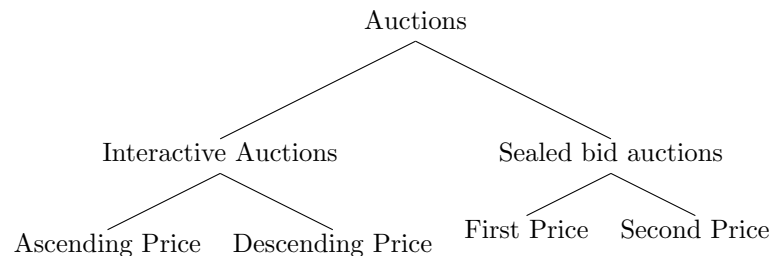 Auctions
Interactive Auctions
Sealed bid auctions
Ascending Price
Descending Price
First Price
Second Price